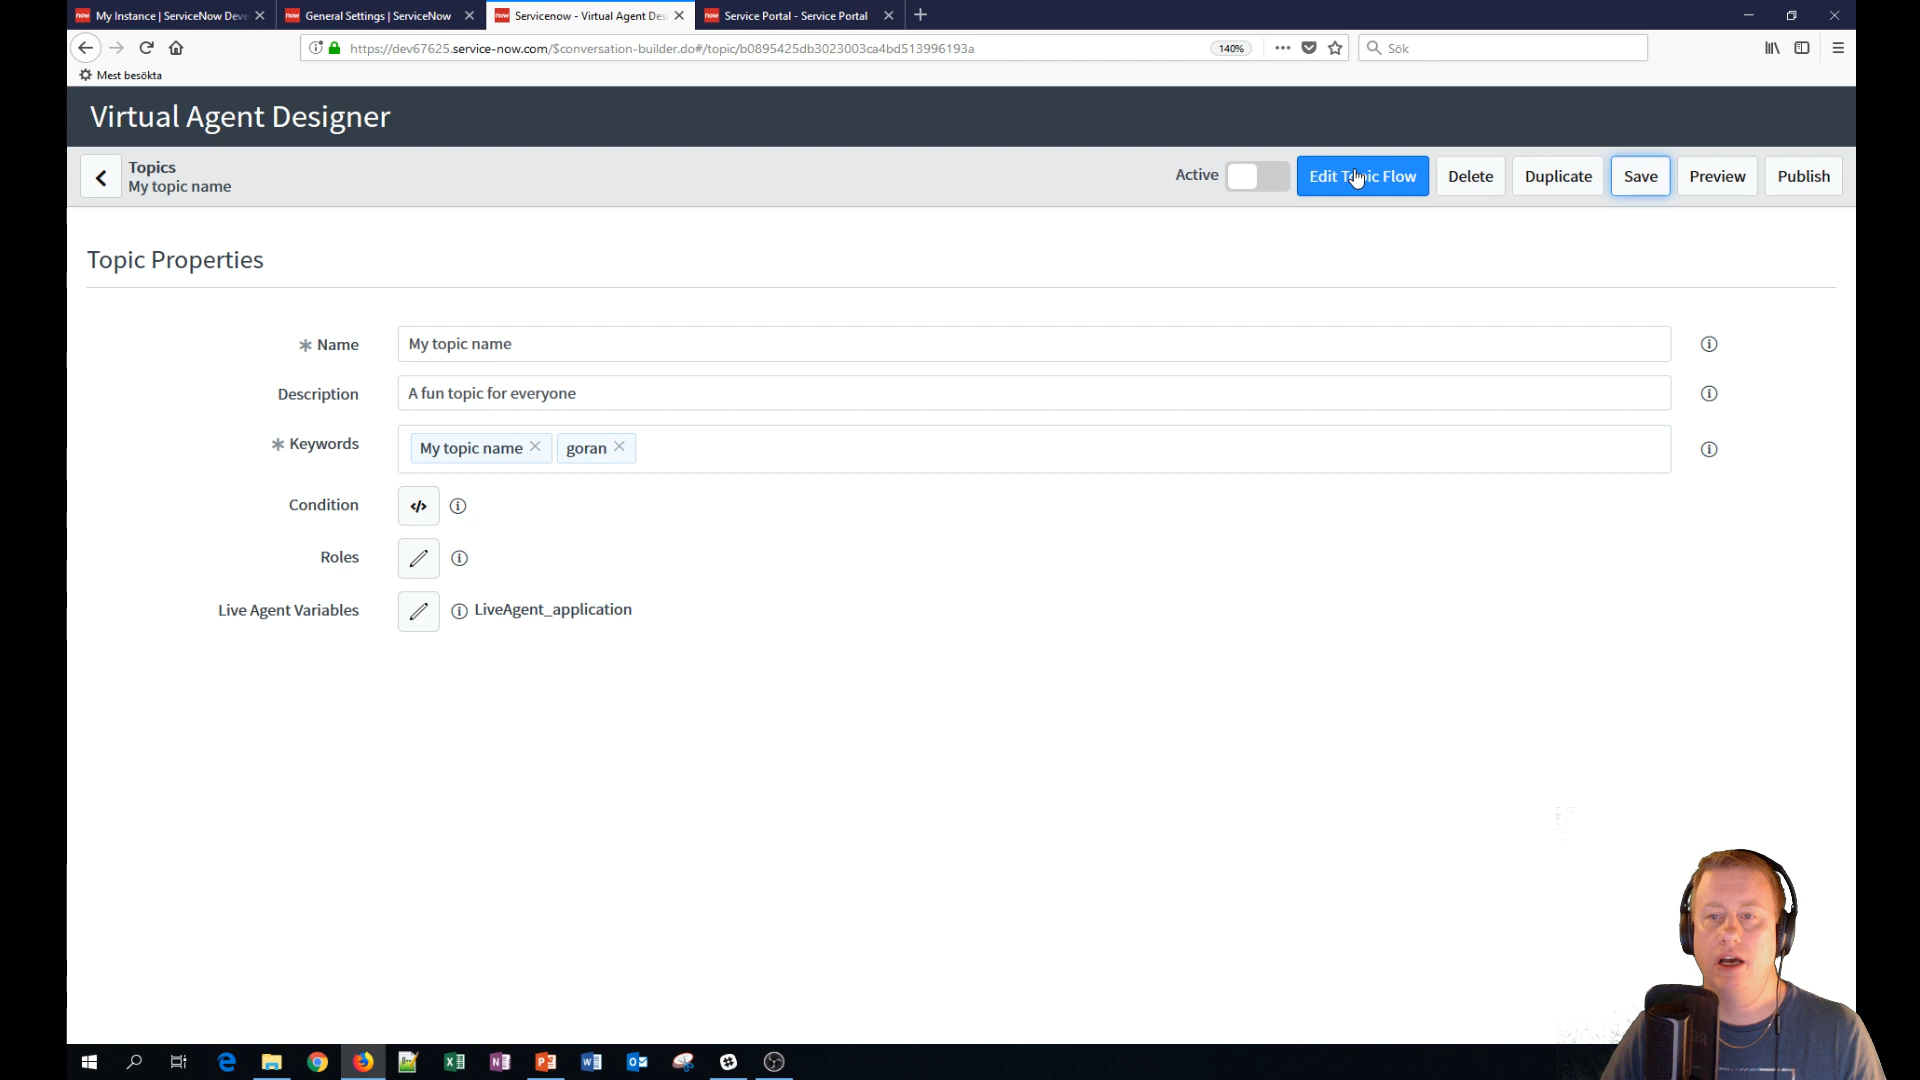 My Instance | ServiceNow Deve
General Settings | ServiceNow
Servicenow - Virtual Agent Des
Service Portal - Service Portal
https://dev67625.service-now.com/$conversation-builder.do#/topic/b0895425db3023003ca4bd513996193a
140%
Sök
Mest besökta
Virtual Agent Designer
Topics
My topic name
Active
Edit Topic Flow
Delete
Duplicate
Save
Preview
Publish
Topic Properties
* Name
My topic name
Description
A fun topic for everyone
* Keywords
My topic name
goran
Condition
Roles
Live Agent Variables
LiveAgent_application